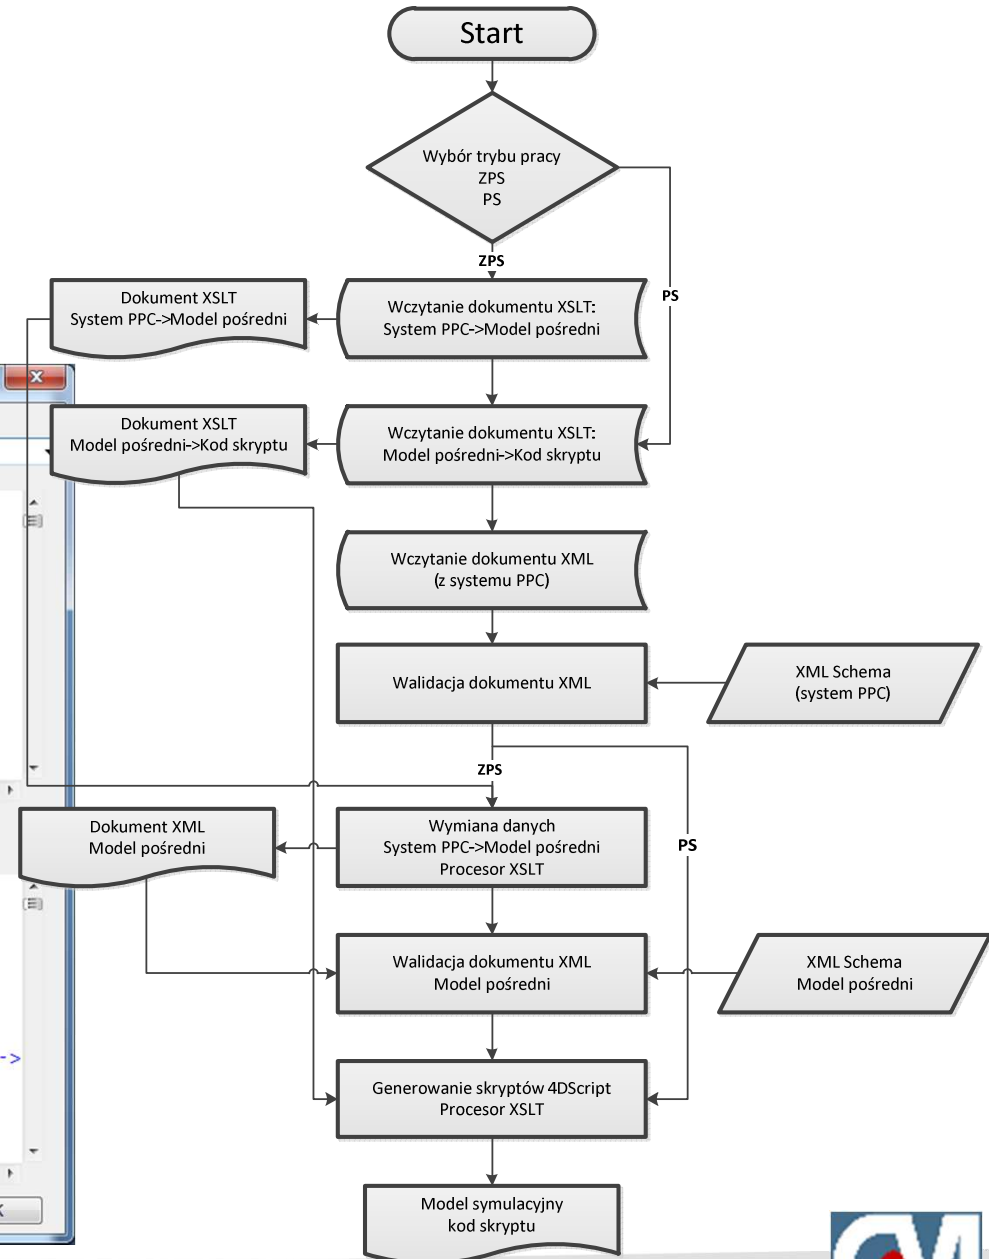 Start
Wybór trybu pracy
ZPS
PS
ZPS
PS
Dokument XSLT
System PPC->Model pośredni
Wczytanie dokumentu XSLT:
System PPC->Model pośredni
Dokument XSLT
Model pośredni->Kod skryptu
Wczytanie dokumentu XSLT:
Model pośredni->Kod skryptu
Wczytanie dokumentu XML
(z systemu PPC)
Walidacja dokumentu XML
XML Schema
(system PPC)
ZPS
PS
Dokument XML
Model pośredni
Wymiana danych
System PPC->Model pośredni
Procesor XSLT
Walidacja dokumentu XML
Model pośredni
XML Schema
Model pośredni
->
Generowanie skryptów 4DScript
Procesor XSLT
Model symulacyjny
kod skryptu